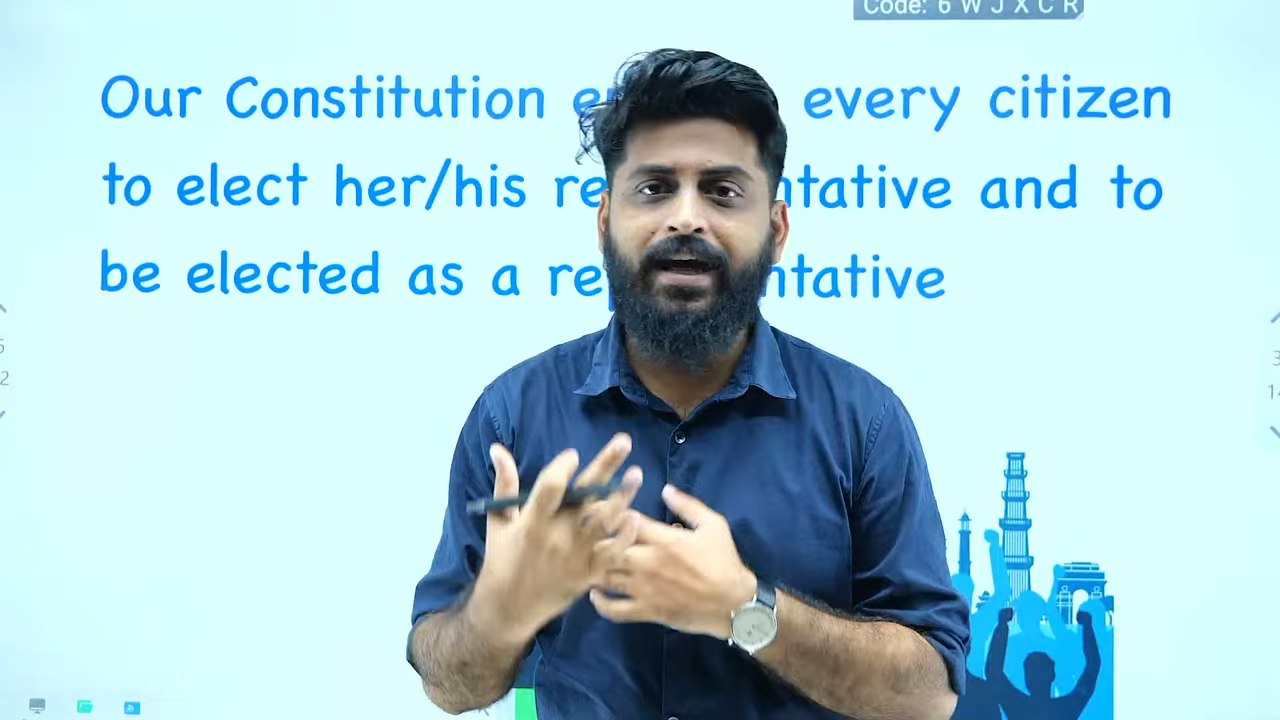 Code: 6 W J X C R
Our Constitution every citizen
to elect her/his and to
be elected as a